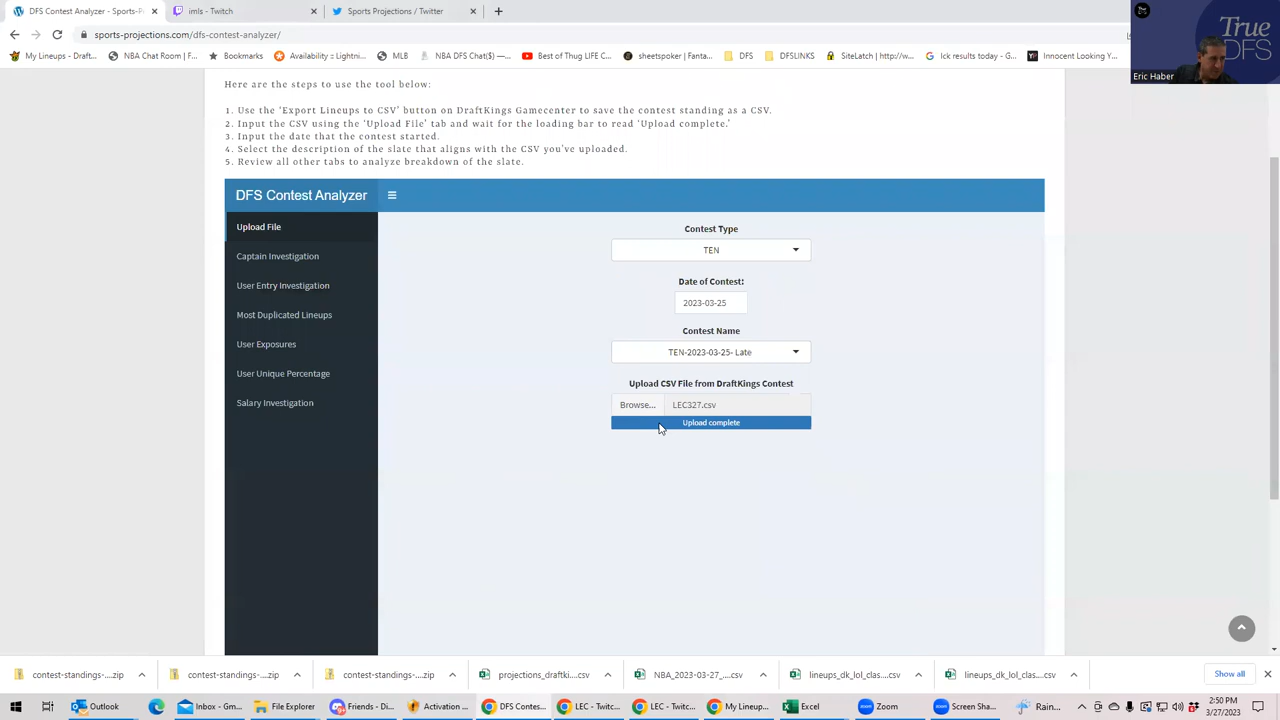 DFS Contest Analyzer - Sports-P
imls - Twitch
Sports Projections / Twitter
sports-projections.com/dfs-contest-analyzer/
My Lineups - Draft...
NBA Chat Room | F...
Bookmarks
Availability :: Lightni...
MLB
NBA DFS Chat($) —...
Best of Thug LIFE C...
sheetspoker | Fanta...
DFS
DFSLINKS
SiteLatch | http://w...
lck results today - G...
Innocent Looking Y...
True
DFS
Eric Haber
Here are the steps to use the tool below:
1. Use the 'Export Lineups to CSV' button on DraftKings Gamecenter to save the contest standing as a CSV.
2. Input the CSV using the 'Upload File' tab and wait for the loading bar to read 'Upload complete.'
3. Input the date that the contest started.
4. Select the description of the slate that aligns with the CSV you've uploaded.
5. Review all other tabs to analyze breakdown of the slate.
DFS Contest Analyzer
Upload File
Captain Investigation
User Entry Investigation
Most Duplicated Lineups
User Exposures
User Unique Percentage
Salary Investigation
Contest Type
TEN
Date of Contest:
2023-03-25
Contest Name
TEN-2023-03-25- Late
Upload CSV File from DraftKings Contest
Browse... LEC327.csv
Upload complete
contest-standings-....zip
contest-standings-....zip
contest-standings-....zip
projections_draftki....csv
NBA_2023-03-27_....csv
lineups_dk_lol_clas....csv
lineups_dk_lol_clas....csv
Show all
Outlook
Inbox - Gm...
File Explorer
Friends - Di...
Activation ...
DFS Contes...
LEC - Twitc...
LEC - Twitc...
My Lineup...
Excel
Zoom
Screen Sha...
Rain...
2:50 PM
3/27/2023